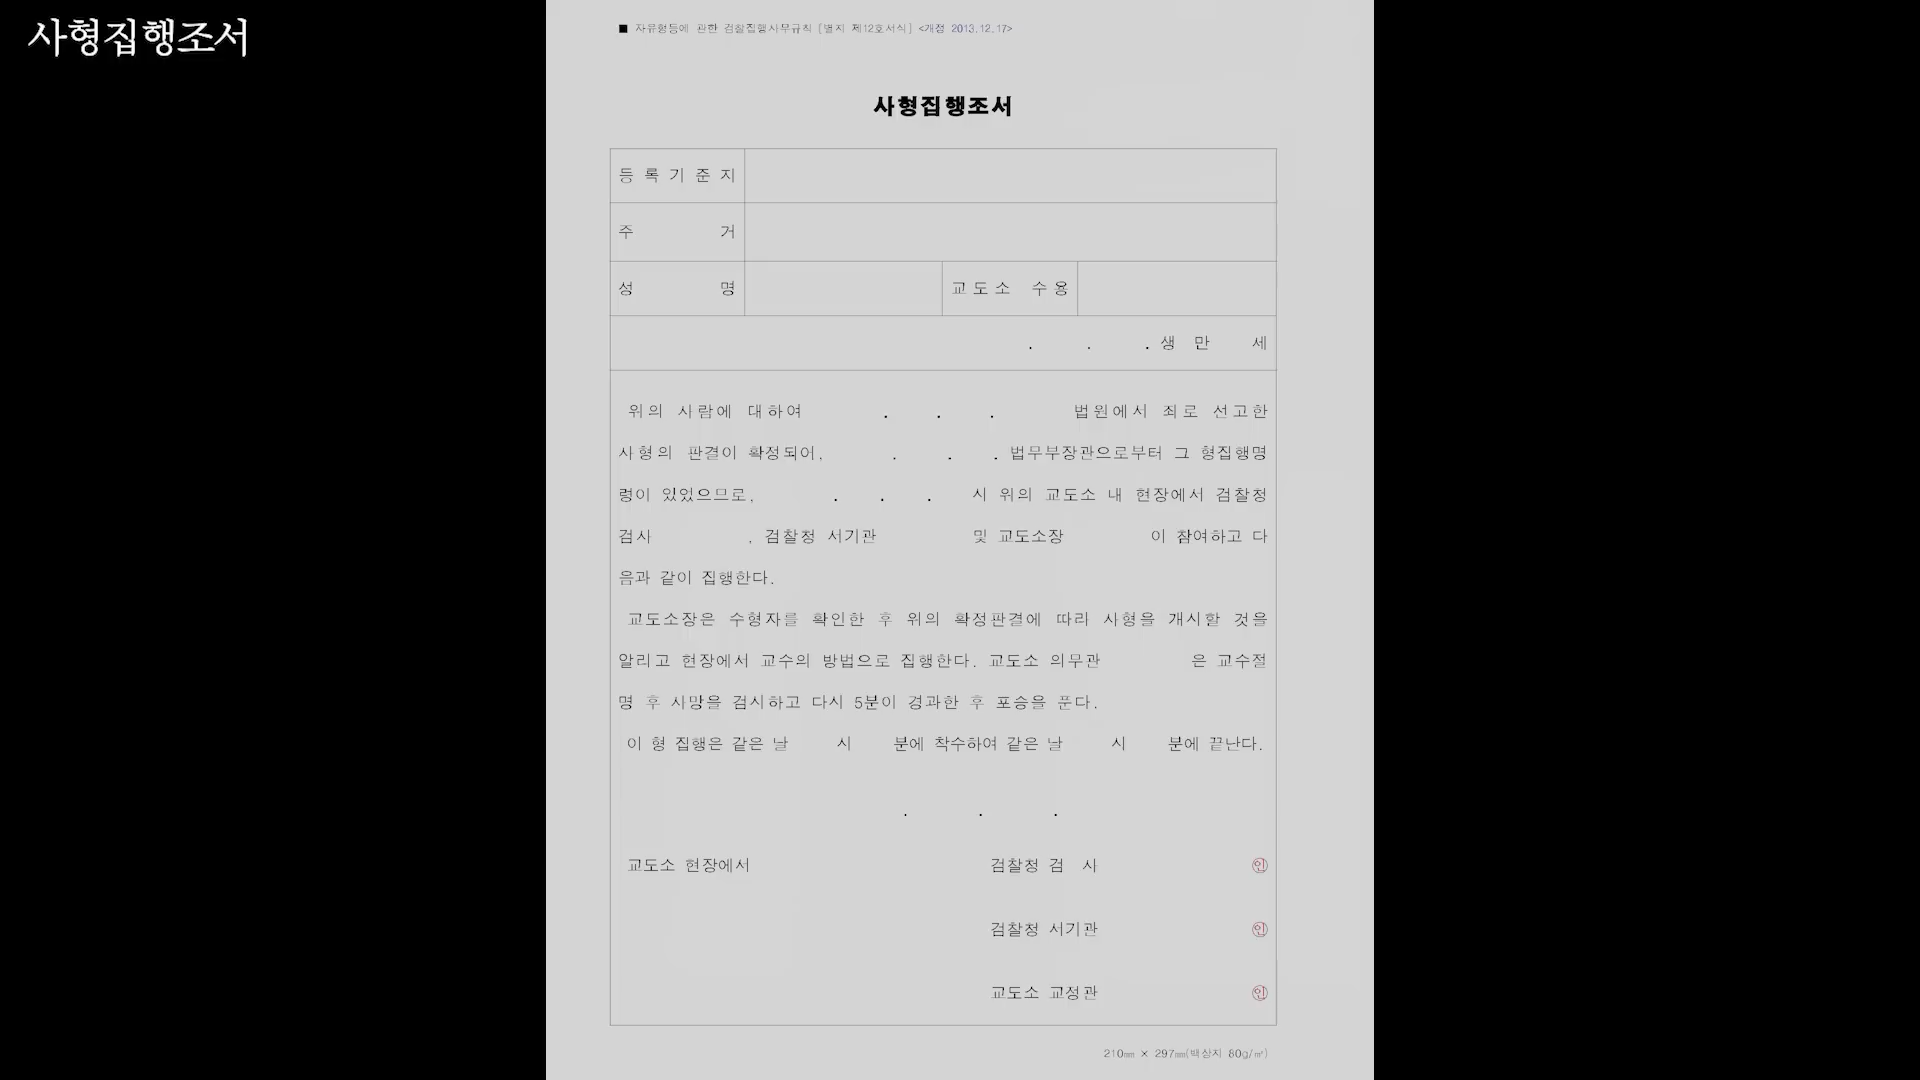 사형집행조서
■ 자유형등에 관한 검찰집행사무규칙 [별지 제12호서식] <개정 2013.12.17>
사형집행조서
등록기준지
주 거
성 명 교도소 수용
. . . 생 만 세
위의 사람에 대하여 . . . 법원에서 죄로 선고한
사형의 판결이 확정되어, . . . 법무부장관으로부터 그 형집행명
령이 있었으므로, . . . 시 위의 교도소 내 현장에서 검찰청
검사 , 검찰청 서기관 및 교도소장 이 참여하고 다
음과 같이 집행한다.
교도소장은 수형자를 확인한 후 위의 확정판결에 따라 사형을 개시할 것을
알리고 현장에서 교수의 방법으로 집행한다. 교도소 의무관 은 교수절
명 후 시망을 검시하고 다시 5분이 경과한 후 포승을 푼다.
이 형 집행은 같은 날 시 분에 착수하여 같은 날 시 분에 끝난다.
. . .
교도소 현장에서 검찰청 검 사 ㊞
검찰청 서기관 ㊞
교도소 교정관 ㊞
210㎜ × 297㎜(백상지 80g/㎡)